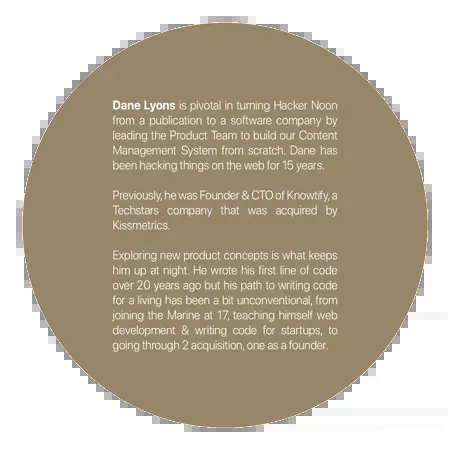 Dane Lyons is pivotal in turning Hacker Noon
from a publication to a software company by
leading the Product Team to build our Content
Management System from scratch. Dane has
been hacking things on the web for 15 years.
Previously, he was Founder & CTO of Knowtify, a
Techstars company that was acquired by
Kissmetrics.
Exploring new product concepts is what keeps
him up at night. He wrote his first line of code
over 20 years ago but his path to writing code
for a living has been a bit unconventional, from
joining the Marine at 17, teaching himself web
development & writing code for startups, to
going through 2 acquisition, one as a founder.